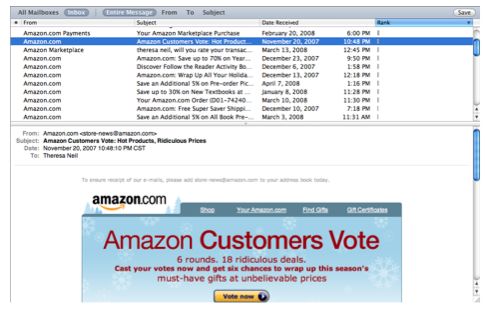 All Mailboxes Inbox Entire Message From To Subject Save
From Subject Date Received Rank
Amazon.com Payments Your Amazon Marketplace Purchase February 20, 2008 6:00 PM
Amazon.com Amazon Customers Vote: Hot Product... November 20, 2007 10:48 PM
Amazon Marketplace theresa neil, will you rate your transac... March 13, 2008 12:45 PM
Amazon.com Amazon.com: Save up to 70% on Year... December 23, 2007 9:50 PM
Amazon.com Discover Follow the Reader Activity Bo... December 6, 2007 1:58 PM
Amazon.com Amazon.com: Wrap Up All Your Holida... December 13, 2007 12:18 PM
Amazon.com Save an Additional 5% on Pre-order Pic... April 7, 2008 1:16 PM
Amazon.com Save up to 30% on New Textbooks at ... January 8, 2008 11:28 PM
Amazon.com Your Amazon.com Order (D01-74240... March 10, 2008 11:30 PM
Amazon.com Amazon.com: Free Super Saver Shippin... December 10, 2007 7:18 PM
Amazon.com Save an Additional 5% on All Book Pre-... March 3, 2008 11:31 AM
From: Amazon.com <store-news@amazon.com>
Subject: Amazon Customers Vote: Hot Products, Ridiculous Prices
Date: November 20, 2007 10:48:10 PM CST
To: Theresa Neil
To ensure receipt of our e-mails, please add store-news@amazon.com to your address book today.
amazon.com
Shop Your Amazon.com Find Gifts Gift Certificates
Amazon Customers Vote
6 rounds. 18 ridiculous deals.
Cast your votes now and get six chances to wrap up this season's
must-have gifts at unbelievable prices
Vote now